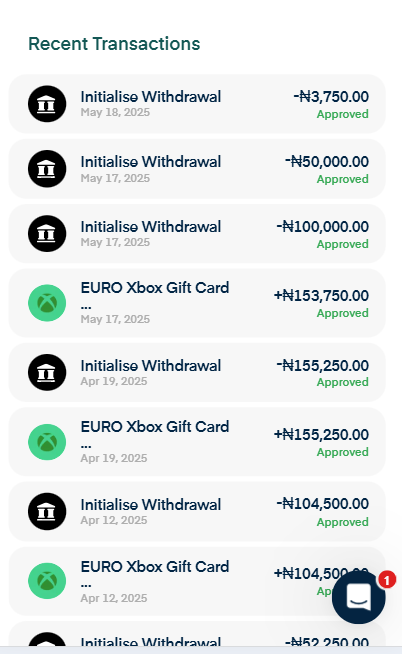 Recent Transactions
Initialise Withdrawal
-₦3,750.00
May 18, 2025
Approved
Initialise Withdrawal
-₦50,000.00
May 17, 2025
Approved
Initialise Withdrawal
-₦100,000.00
May 17, 2025
Approved
EURO Xbox Gift Card
...
+₦153,750.00
May 17, 2025
Approved
Initialise Withdrawal
-₦155,250.00
Apr 19, 2025
Approved
EURO Xbox Gift Card
...
+₦155,250.00
Apr 19, 2025
Approved
Initialise Withdrawal
-₦104,500.00
Apr 12, 2025
Approved
EURO Xbox Gift Card
...
+₦104,500.00
Apr 12, 2025
1
Initialise Withdrawal
-₦52,250.00